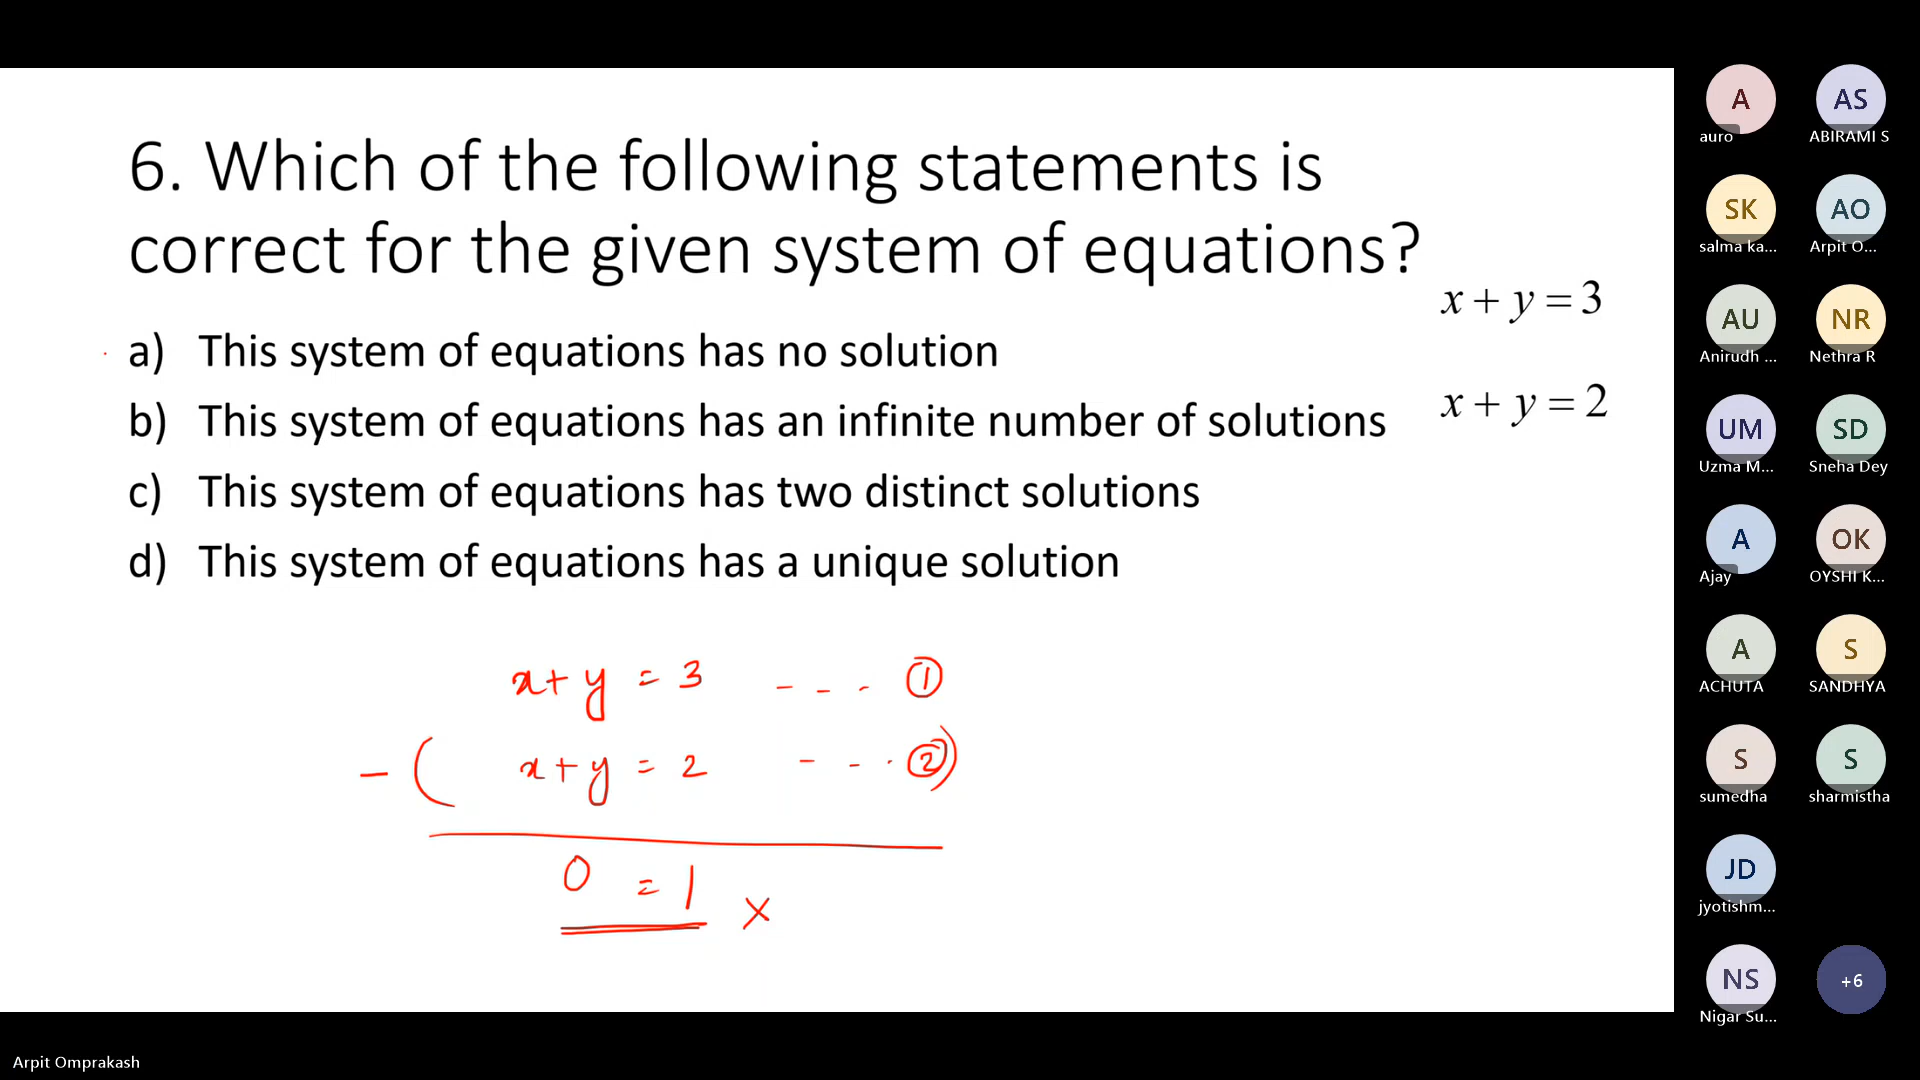 6. Which of the following statements is
correct for the given system of equations?
x + y = 3
x + y = 2
a) This system of equations has no solution
b) This system of equations has an infinite number of solutions
c) This system of equations has two distinct solutions
d) This system of equations has a unique solution
x + y = 3 - - - ①
- ( x + y = 2 - - - ② )
0 = 1 ×
A
auro
AS
ABIRAMI S
SK
salma ka...
AO
Arpit O...
AU
Anirudh ...
NR
Nethra R
UM
Uzma M...
SD
Sneha Dey
A
Ajay
OK
OYSHI K...
A
ACHUTA
S
SANDHYA
S
sumedha
S
sharmistha
JD
jyotishm...
NS
Nigar Su...
+6
Arpit Omprakash